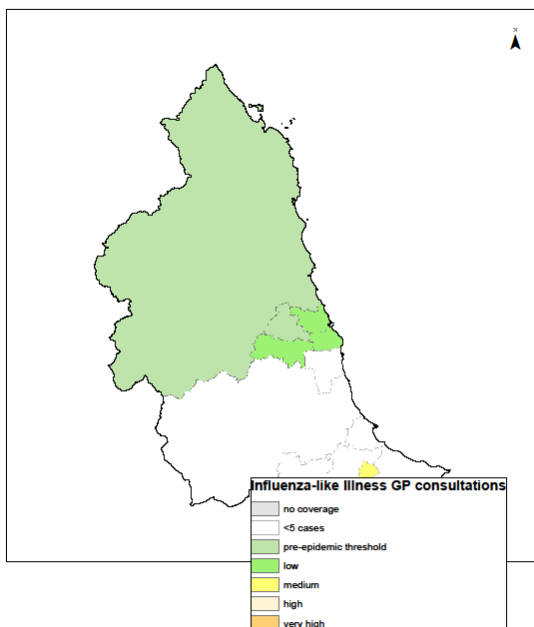 N
Influenza-like Illness GP consultations
no coverage
<5 cases
pre-epidemic threshold
low
medium
high
very high